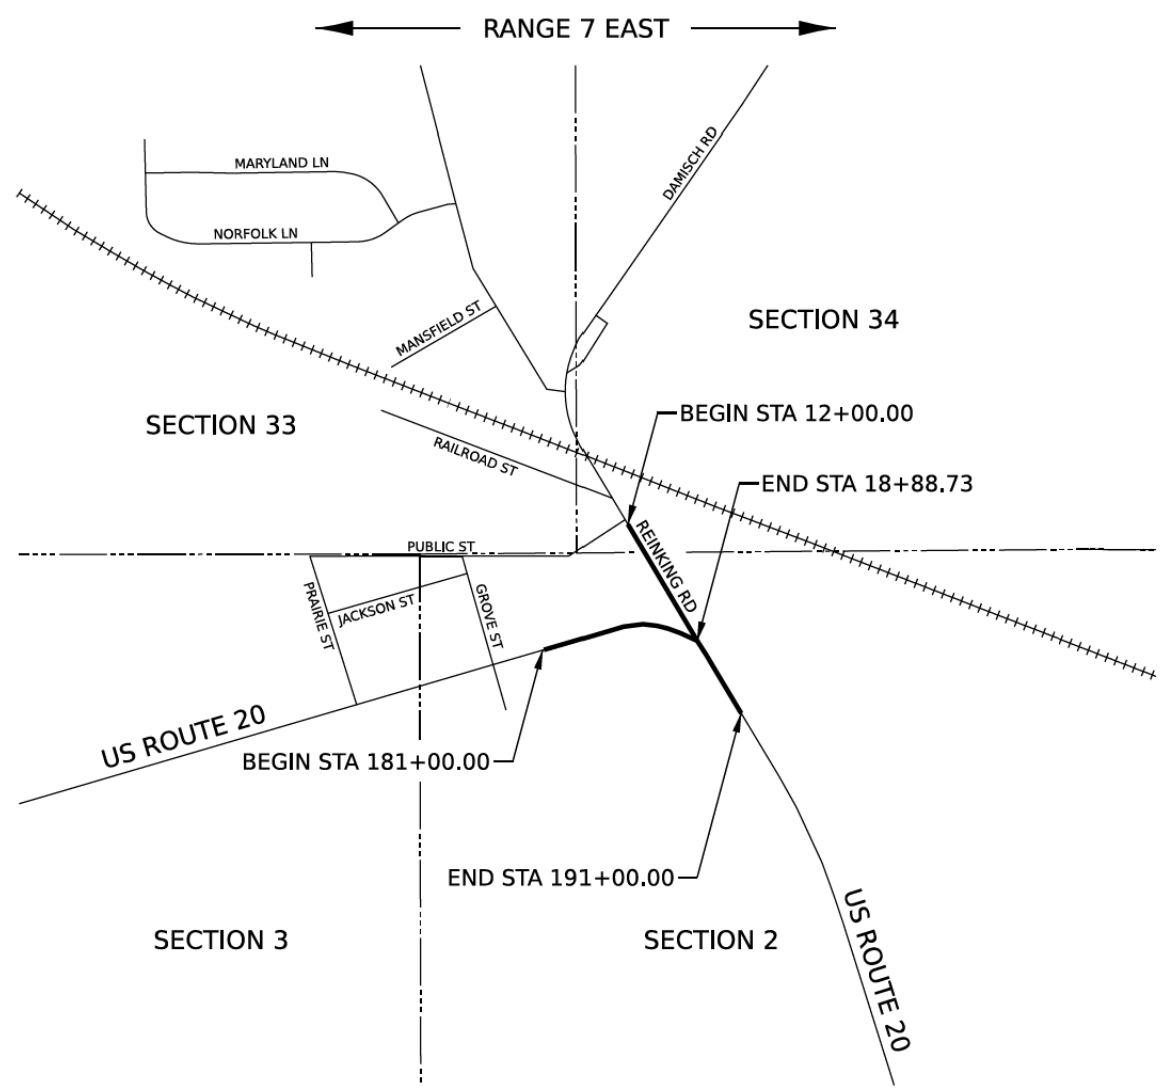 RANGE 7 EAST
DAMISCH RD
MARYLAND LN
NORFOLK LN
MANSFIELD ST
SECTION 34
SECTION 33
BEGIN STA 12+00.00
RAILROAD ST
END STA 18+88.73
REINKING RD
PUBLIC ST
PRAIRIE ST
JACKSON ST
GROVE ST
US ROUTE 20
BEGIN STA 181+00.00
END STA 191+00.00
SECTION 3
SECTION 2
US ROUTE 20